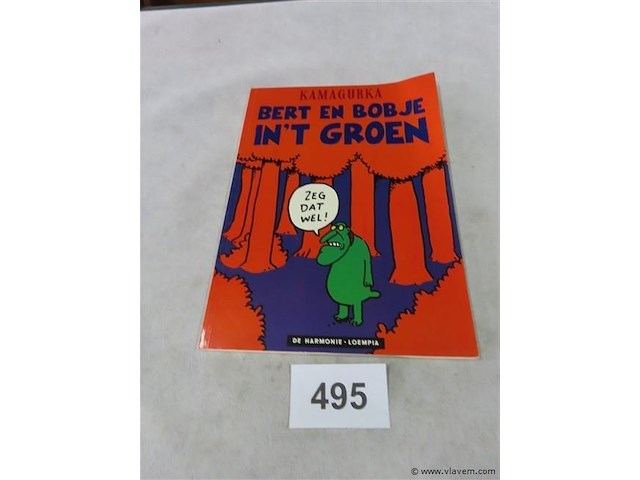 KAMAGURKA
BERT EN BOBJE
IN'T GROEN
ZEG
DAT
WEL!
DE HARMONIE - LOEMPIA
495
© www.vlavem.com